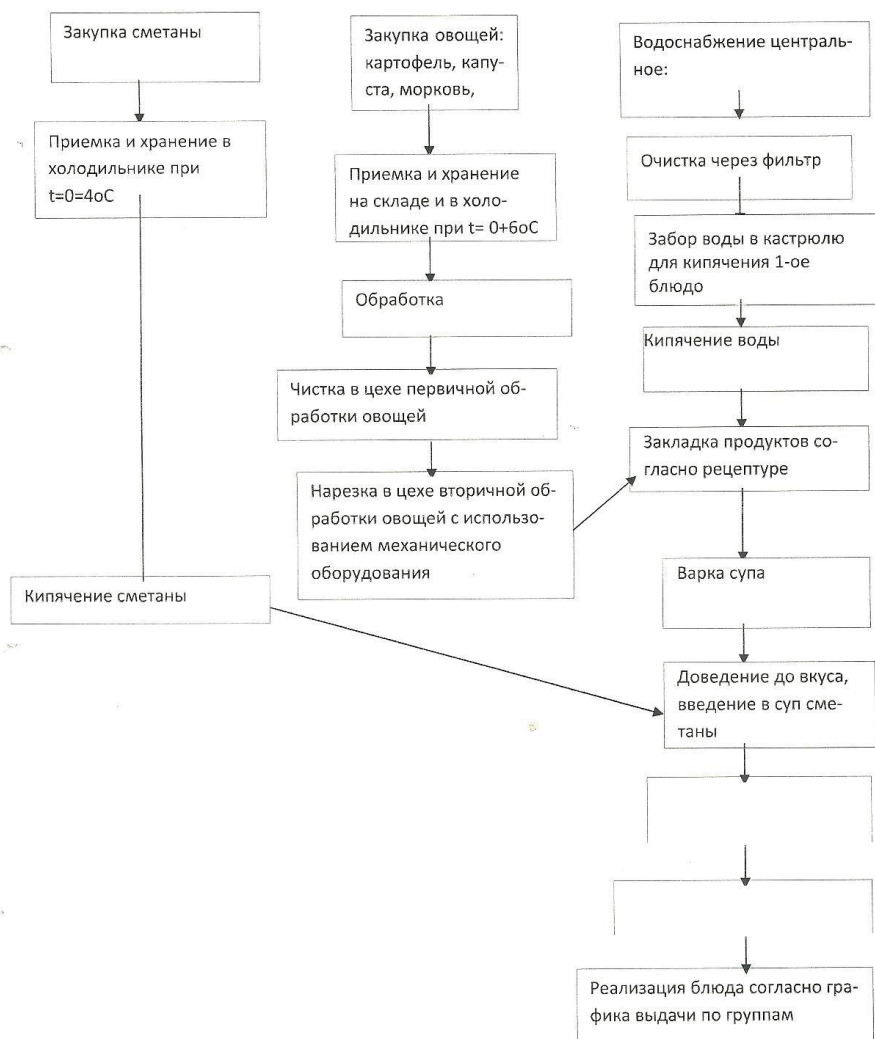 Закупка сметаны
Приемка и хранение в
холодильнике при
t=0=4оС
Кипячение сметаны
Закупка овощей:
картофель, капу-
ста, морковь,
Приемка и хранение
на складе и в холо-
дильнике при t= 0+6оС
Обработка
Чистка в цехе первичной об-
работки овощей
Нарезка в цехе вторичной об-
работки овощей с использо-
ванием механического
оборудования
Водоснабжение централь-
ное:
Очистка через фильтр
Забор воды в кастрюлю
для кипячения 1-ое
блюдо
Кипячение воды
Закладка продуктов со-
гласно рецептуре
Варка супа
Доведение до вкуса,
введение в суп сме-
таны
Реализация блюда согласно гра-
фика выдачи по группам